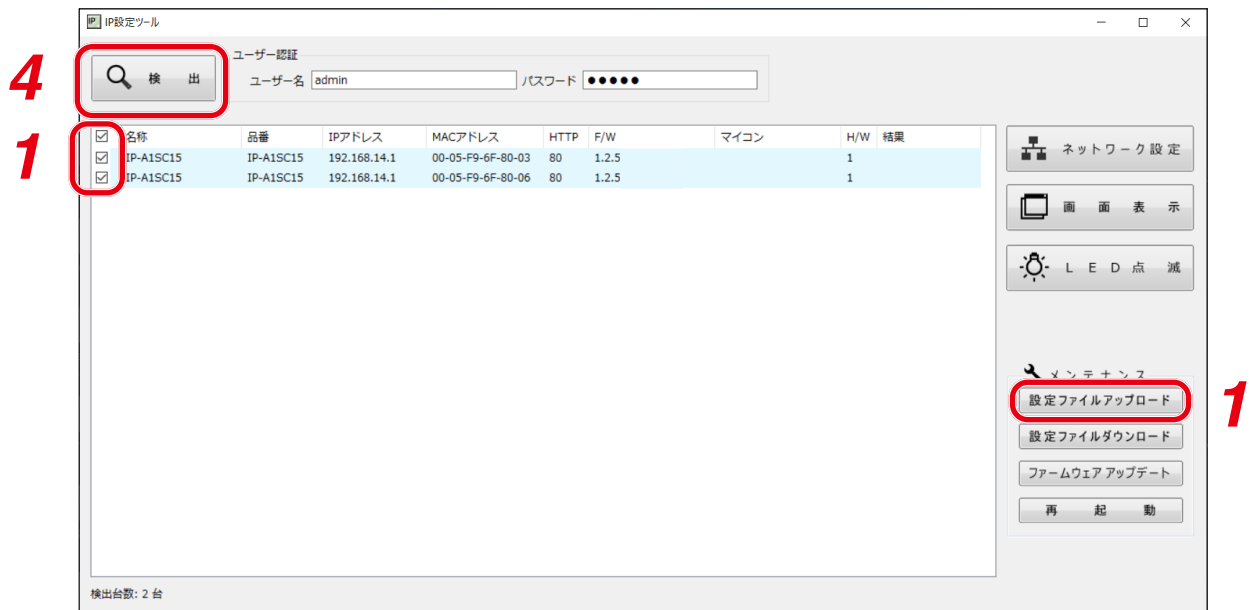 IP IP設定ツール
4
検 出
ユーザー認証
ユーザー名 admin パスワード ●●●●●
1
名称 品番 IPアドレス MACアドレス HTTP F/W マイコン H/W 結果
IP-A1SC15 IP-A1SC15 192.168.14.1 00-05-F9-6F-80-03 80 1.2.5 1
IP-A1SC15 IP-A1SC15 192.168.14.1 00-05-F9-6F-80-06 80 1.2.5 1
ネットワーク設定
画 面 表 示
LED点 滅
メンテナンス
設定ファイルアップロード
1
設定ファイルダウンロード
ファームウェア アップデート
再 起 動
検出台数: 2 台